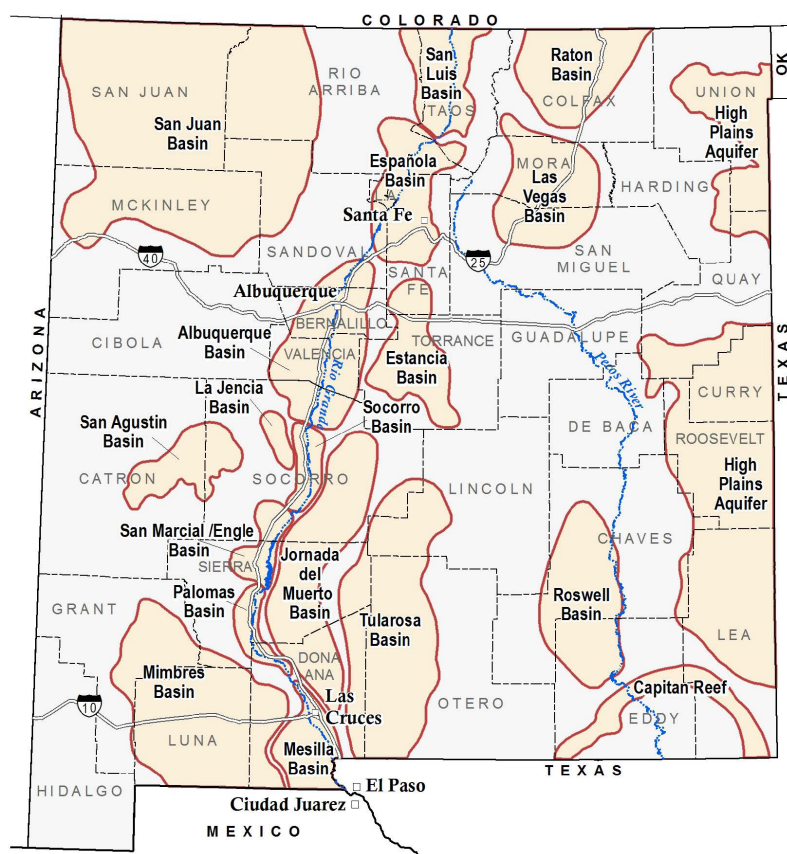 COLORADO
OK
SAN JUAN
San Juan
Basin
RIO
ARRIBA
San
Luis
Basin
TAOS
Raton
Basin
COLFAX
UNION
High
Plains
Aquifer
MCKINLEY
Española
Basin
L.A.
Santa Fe
MORA
Las
Vegas
Basin
HARDING
SANDOVAL
SANTA
FE
SAN
MIGUEL
QUAY
40
25
ARIZONA
TEXAS
Albuquerque
BERNALILLO
CIBOLA
Albuquerque
Basin
VALENCIA
Rio Grande
Estancia
Basin
TORRANCE
GUADALUPE
Pecos River
CURRY
La Jencia
Basin
Socorro
Basin
San Agustin
Basin
DE BACA
ROOSEVELT
High
Plains
Aquifer
CATRON
SOCORRO
LINCOLN
CHAVES
San Marcial /Engle
Basin
SIERRA
Jornada
del
Muerto
Basin
Palomas
Basin
Tularosa
Basin
Roswell
Basin
GRANT
LEA
Mimbres
Basin
DONA
ANA
Las
Cruces
OTERO
Capitan Reef
EDDY
10
LUNA
Mesilla
Basin
TEXAS
HIDALGO
El Paso
Ciudad Juarez
MEXICO